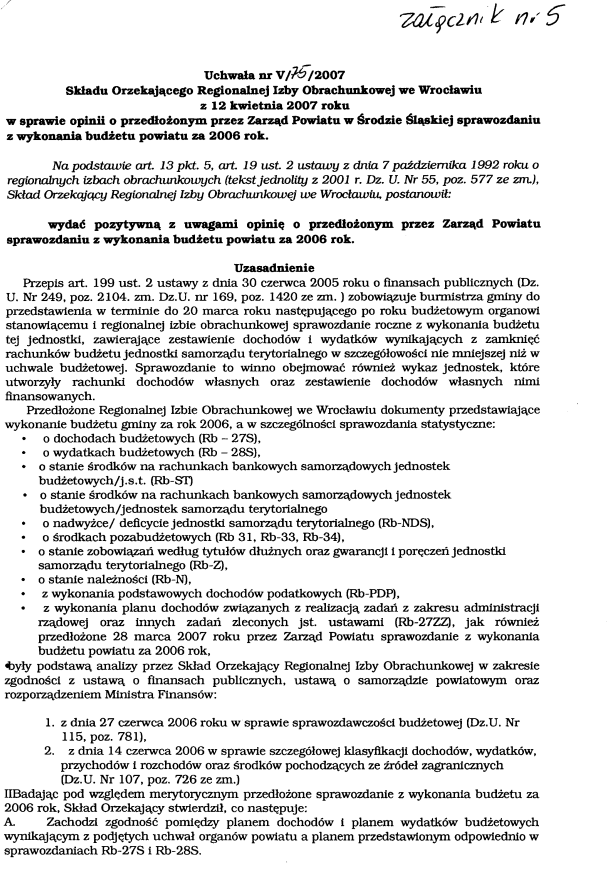 załącznik nr 5
Uchwała nr V/75/2007
Składu Orzekającego Regionalnej Izby Obrachunkowej we Wrocławiu
z 12 kwietnia 2007 roku
w sprawie opinii o przedłożonym przez Zarząd Powiatu w Środzie Śląskiej sprawozdaniu
z wykonania budżetu powiatu za 2006 rok.
Na podstawie art. 13 pkt. 5, art. 19 ust. 2 ustawy z dnia 7 października 1992 roku o
regionalnych izbach obrachunkowych (tekst jednolity z 2001 r. Dz. U. Nr 55, poz. 577 ze zm.),
Skład Orzekający Regionalnej Izby Obrachunkowej we Wrocławiu, postanowił:
wydać pozytywną z uwagami opinię o przedłożonym przez Zarząd Powiatu
sprawozdaniu z wykonania budżetu powiatu za 2006 rok.
Uzasadnienie
Przepis art. 199 ust. 2 ustawy z dnia 30 czerwca 2005 roku o finansach publicznych (Dz.
U. Nr 249, poz. 2104. zm. Dz.U. nr 169, poz. 1420 ze zm. ) zobowiązuje burmistrza gminy do
przedstawienia w terminie do 20 marca roku następującego po roku budżetowym organowi
stanowiącemu i regionalnej izbie obrachunkowej sprawozdanie roczne z wykonania budżetu
tej jednostki, zawierające zestawienie dochodów i wydatków wynikających z zamknięć
rachunków budżetu jednostki samorządu terytorialnego w szczegółowości nie mniejszej niż w
uchwale budżetowej. Sprawozdanie to winno obejmować również wykaz jednostek, które
utworzyły rachunki dochodów własnych oraz zestawienie dochodów własnych nimi
finansowanych.
Przedłożone Regionalnej Izbie Obrachunkowej we Wrocławiu dokumenty przedstawiające
wykonanie budżetu gminy za rok 2006, a w szczególności sprawozdania statystyczne:
• o dochodach budżetowych (Rb – 27S),
• o wydatkach budżetowych (Rb – 28S),
• o stanie środków na rachunkach bankowych samorządowych jednostek
budżetowych/j.s.t. (Rb-ST)
• o stanie środków na rachunkach bankowych samorządowych jednostek
budżetowych/jednostek samorządu terytorialnego
• o nadwyżce/ deficycie jednostki samorządu terytorialnego (Rb-NDS),
• o środkach pozabudżetowych (Rb 31, Rb-33, Rb-34),
• o stanie zobowiązań według tytułów dłużnych oraz gwarancji i poręczeń jednostki
samorządu terytorialnego (Rb-Z),
• o stanie należności (Rb-N),
• z wykonania podstawowych dochodów podatkowych (Rb-PDP),
• z wykonania planu dochodów związanych z realizacją zadań z zakresu administracji
rządowej oraz innych zadań zleconych jst. ustawami (Rb-27ZZ), jak również
przedłożone 28 marca 2007 roku przez Zarząd Powiatu sprawozdanie z wykonania
budżetu powiatu za 2006 rok,
•były podstawą analizy przez Skład Orzekający Regionalnej Izby Obrachunkowej w zakresie
zgodności z ustawą o finansach publicznych, ustawą o samorządzie powiatowym oraz
rozporządzeniem Ministra Finansów:
1. z dnia 27 czerwca 2006 roku w sprawie sprawozdawczości budżetowej (Dz.U. Nr
115, poz. 781),
2. z dnia 14 czerwca 2006 w sprawie szczegółowej klasyfikacji dochodów, wydatków,
przychodów i rozchodów oraz środków pochodzących ze źródeł zagranicznych
(Dz.U. Nr 107, poz. 726 ze zm.)
IIBadając pod względem merytorycznym przedłożone sprawozdanie z wykonania budżetu za
2006 rok, Skład Orzekający stwierdził, co następuje:
A. Zachodzi zgodność pomiędzy planem dochodów i planem wydatków budżetowych
wynikającym z podjętych uchwał organów powiatu a planem przedstawionym odpowiednio w
sprawozdaniach Rb-27S i Rb-28S.